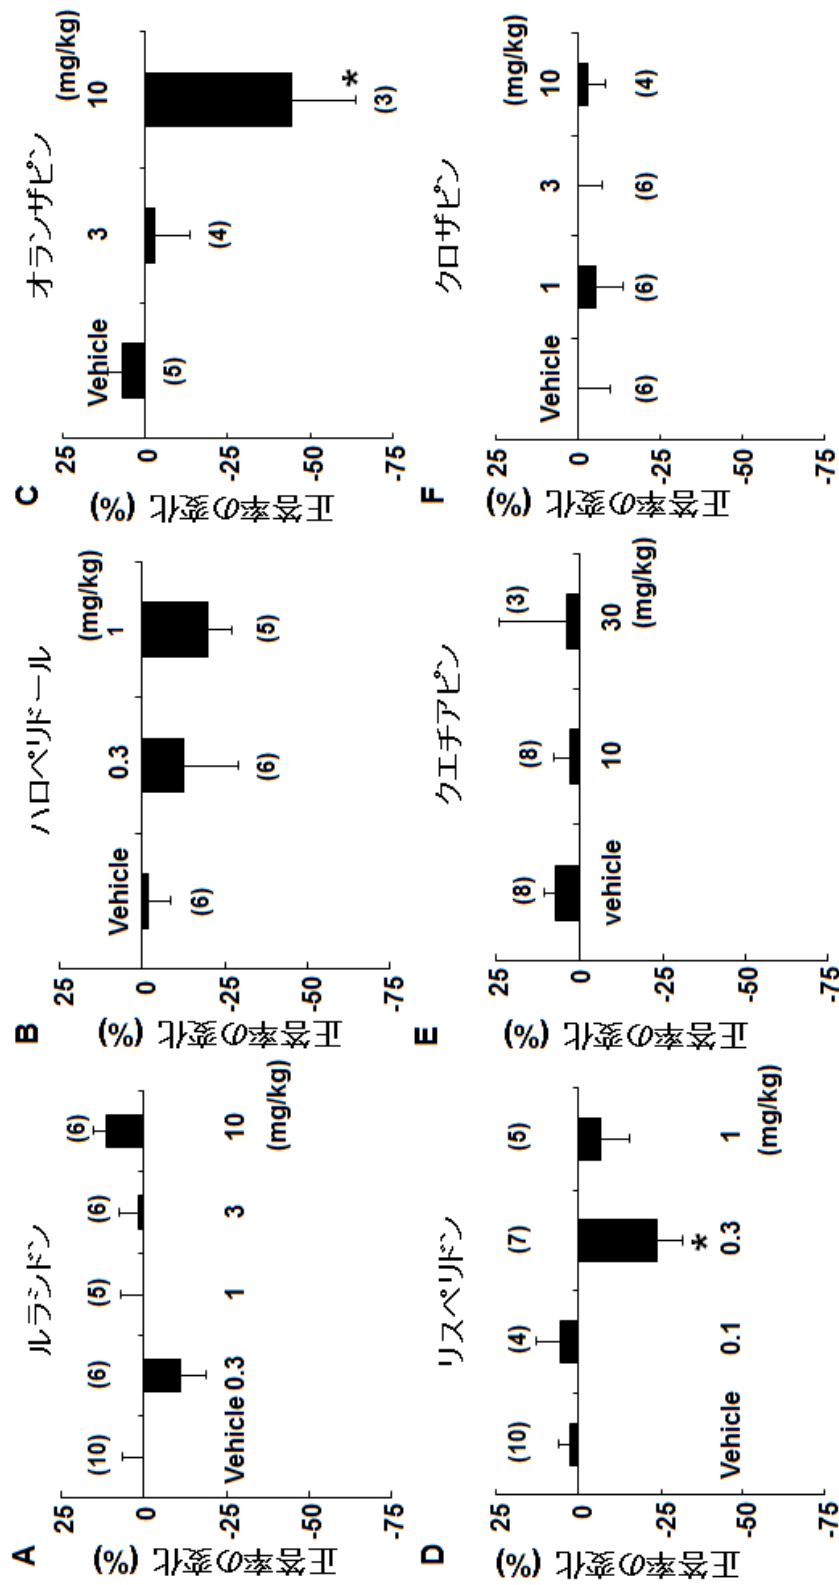 A
ルラシドン
正答率の変化 (%)
25
0
-25
-50
-75
(10) (6) (5) (6) (6)
Vehicle 0.3 1 3 10
(mg/kg)
B
ハロペリドール
正答率の変化 (%)
(mg/kg)
Vehicle 0.3 1
25
0
-25
-50
-75
(6) (6) (5)
C
オランザピン
正答率の変化 (%)
(mg/kg)
Vehicle 3 10
25
0
-25
-50
-75
(5) (4) (3)
*
D
リスペリドン
正答率の変化 (%)
25
0
-25
-50
-75
(10) (4) (7) (5)
*
Vehicle 0.1 0.3 1
(mg/kg)
E
クエチアピン
正答率の変化 (%)
25
0
-25
-50
-75
(8) (8) (3)
vehicle 10 30
(mg/kg)
F
クロザピン
正答率の変化 (%)
(mg/kg)
Vehicle 1 3 10
25
0
-25
-50
-75
(6) (6) (6) (4)